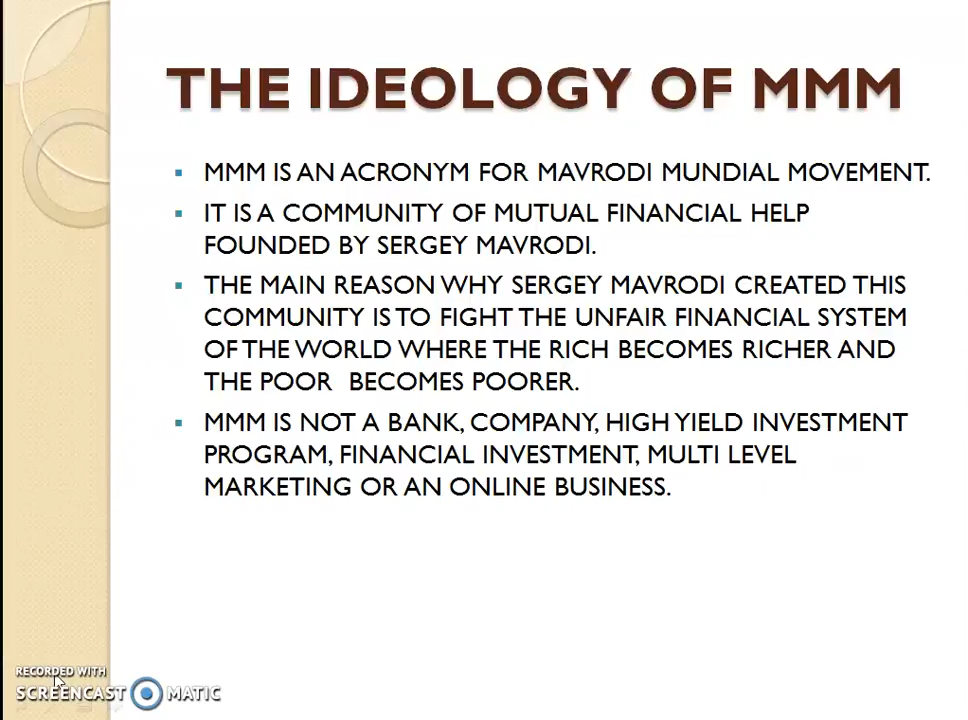 THE IDEOLOGY OF MMM
MMM IS AN ACRONYM FOR MAVRODI MUNDIAL MOVEMENT.
IT IS A COMMUNITY OF MUTUAL FINANCIAL HELP
FOUNDED BY SERGEY MAVRODI.
THE MAIN REASON WHY SERGEY MAVRODI CREATED THIS
COMMUNITY IS TO FIGHT THE UNFAIR FINANCIAL SYSTEM
OF THE WORLD WHERE THE RICH BECOMES RICHER AND
THE POOR BECOMES POORER.
MMM IS NOT A BANK, COMPANY, HIGH YIELD INVESTMENT
PROGRAM, FINANCIAL INVESTMENT, MULTI LEVEL
MARKETING OR AN ONLINE BUSINESS.
RECORDED WITH
SCREENCAST MATIC